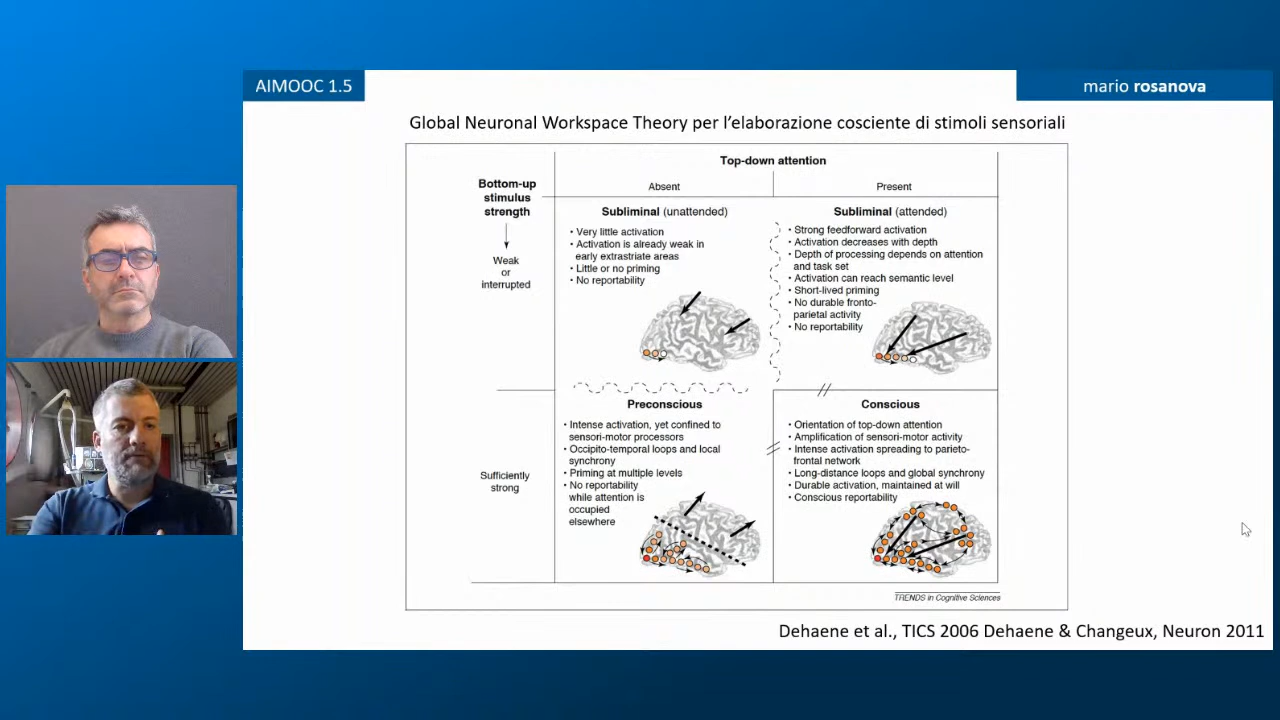 AIMOOC 1.5
mario rosanova
Global Neuronal Workspace Theory per l'elaborazione cosciente di stimoli sensoriali
Top-down attention
Bottom-up
stimulus
strength
Absent
Present
Weak
or
interrupted
Subliminal (unattended)
• Very little activation
• Activation is already weak in
early extrastriate areas
• Little or no priming
• No reportability
Subliminal (attended)
• Strong feedforward activation
• Activation decreases with depth
• Depth of processing depends on attention
and task set
• Activation can reach semantic level
• Short-lived priming
• No durable fronto-
parietal activity
• No reportability
Sufficiently
strong
Preconscious
• Intense activation, yet confined to
sensori-motor processors
• Occipito-temporal loops and local
synchrony
• Priming at multiple levels
• No reportability
while attention is
occupied
elsewhere
Conscious
• Orientation of top-down attention
• Amplification of sensori-motor activity
• Intense activation spreading to parieto-
frontal network
• Long-distance loops and global synchrony
• Durable activation, maintained at will
• Conscious reportability
TRENDS in Cognitive Sciences
Dehaene et al., TICS 2006 Dehaene & Changeux, Neuron 2011